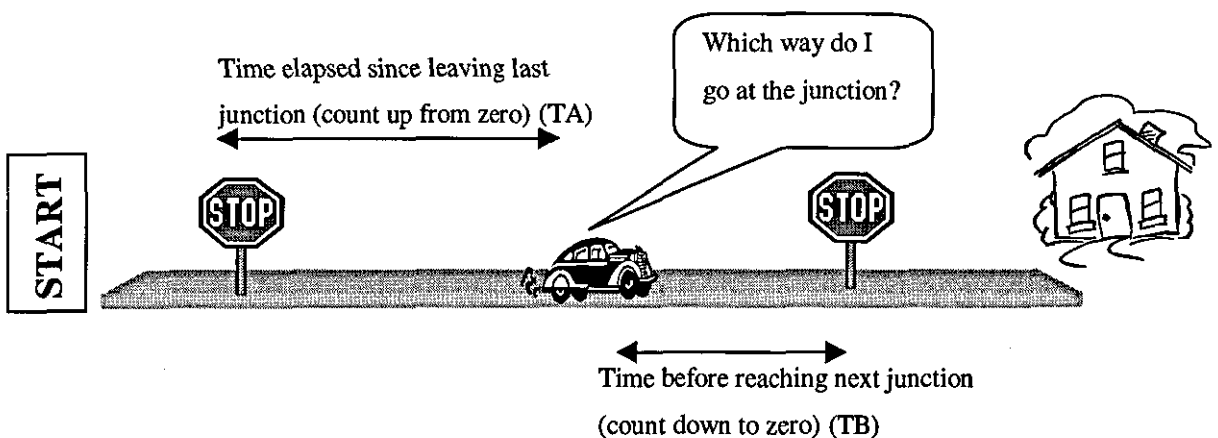 Time elapsed since leaving last
junction (count up from zero) (TA)
Which way do I
go at the junction?
START
STOP
STOP
Time before reaching next junction
(count down to zero) (TB)